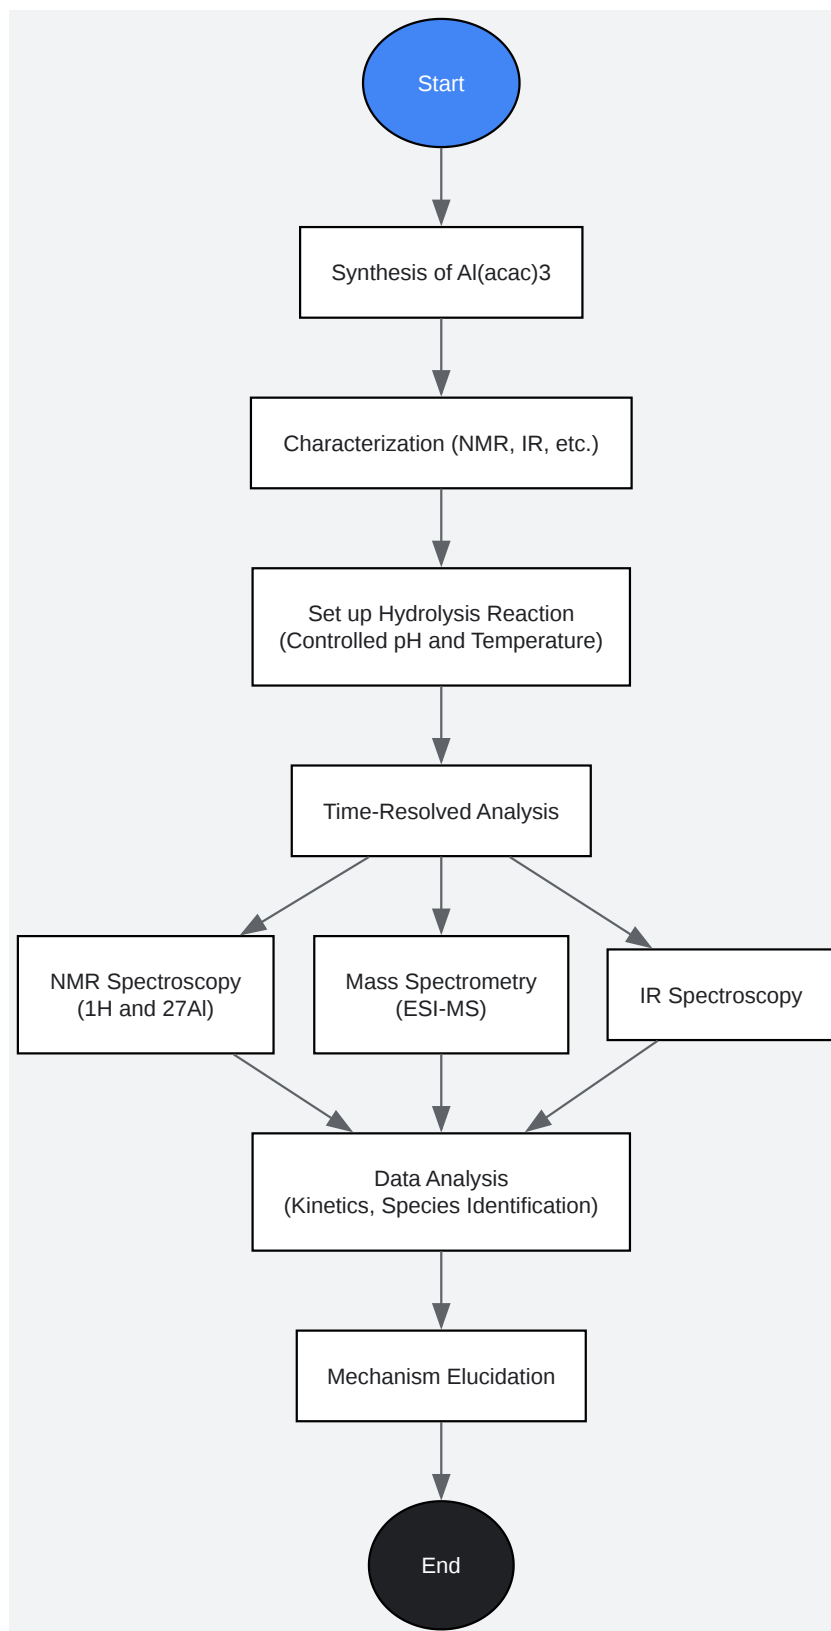 Start
Synthesis of Al(acac)3
Characterization (NMR, IR, etc.)
Set up Hydrolysis Reaction
(Controlled pH and Temperature)
Time-Resolved Analysis
NMR Spectroscopy
(1H and 27Al)
Mass Spectrometry
(ESI-MS)
IR Spectroscopy
Data Analysis
(Kinetics, Species Identification)
Mechanism Elucidation
End